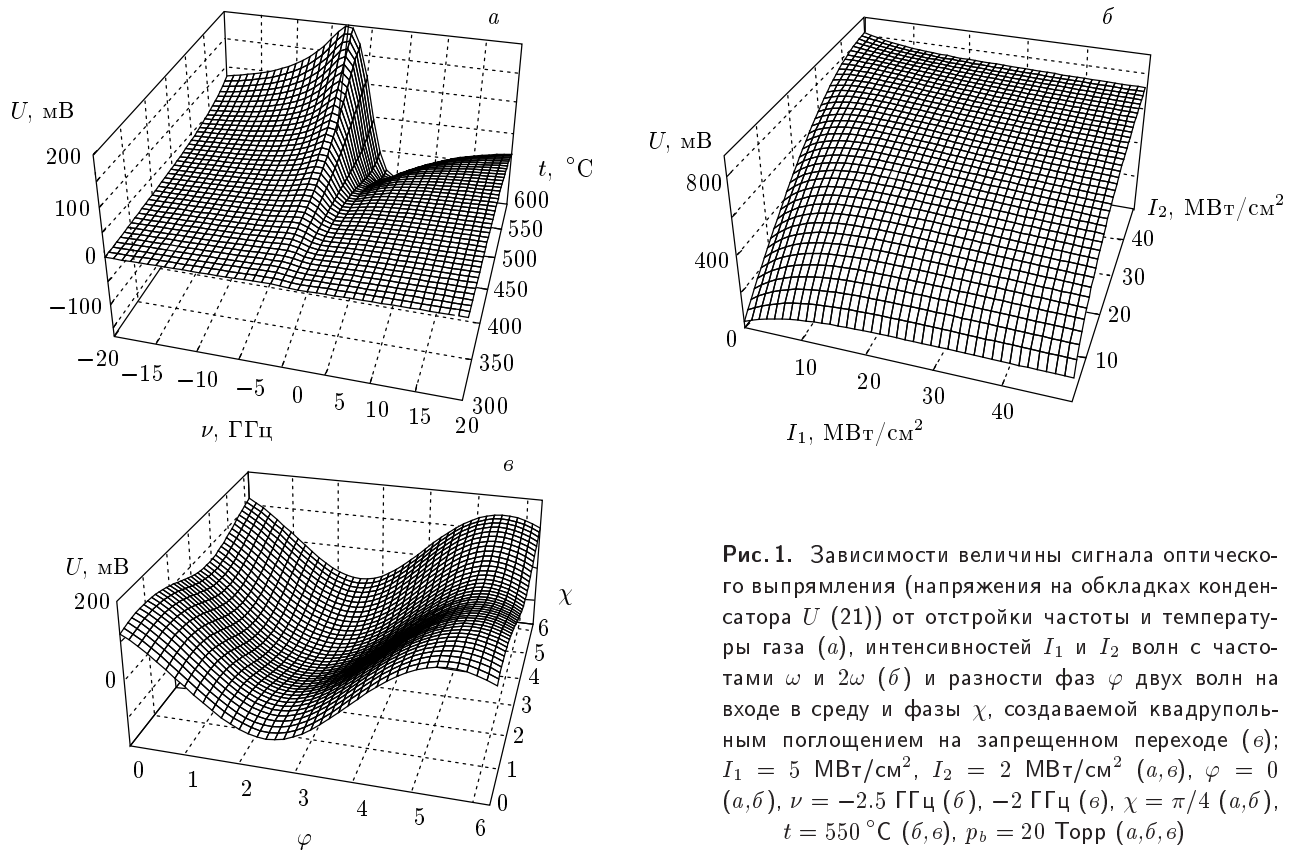 а
U, мВ
200
100
0
−100
t, °C
600
550
500
450
400
350
300
−20
−15
−10
−5
0
5
10
15
20
ν, ГГц
б
U, мВ
800
400
0
I₂, МВт/см²
40
30
20
10
10
20
30
40
I₁, МВт/см²
в
U, мВ
200
0
χ
6
5
4
3
2
1
0
0
1
2
3
4
5
6
φ
Рис. 1. Зависимости величины сигнала оптическо-
го выпрямления (напряжения на обкладках конден-
сатора U (21)) от отстройки частоты и температу-
ры газа (а), интенсивностей I₁ и I₂ волн с часто-
тами ω и 2ω (б) и разности фаз φ двух волн на
входе в среду и фазы χ, создаваемой квадруполь-
ным поглощением на запрещенном переходе (в);
I₁ = 5 МВт/см², I₂ = 2 МВт/см² (а,в), φ = 0
(а,б), ν = −2.5 ГГц (б), −2 ГГц (в), χ = π/4 (а,б),
t = 550 °C (б,в), p_b = 20 Торр (а,б,в)